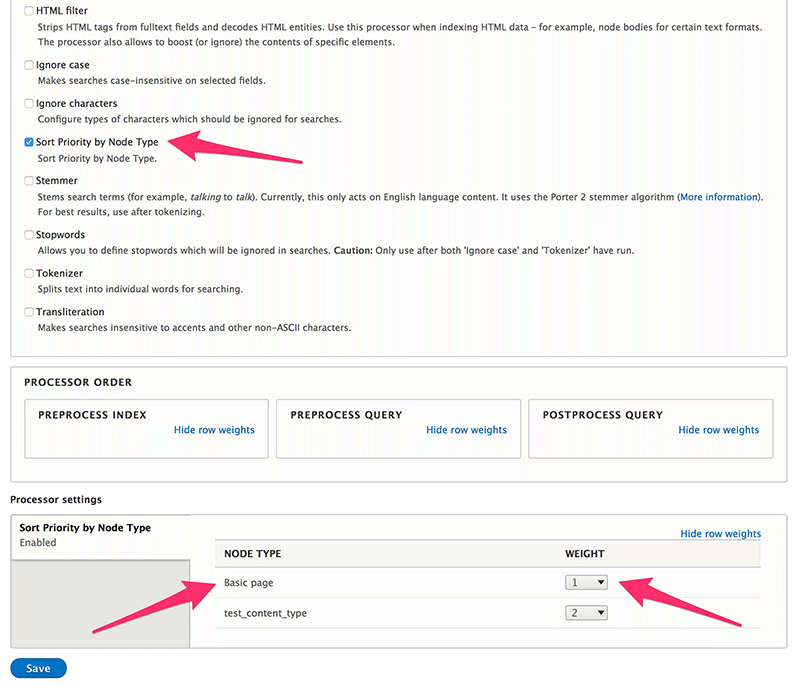 HTML filter
Strips HTML tags from fulltext fields and decodes HTML entities. Use this processor when indexing HTML data – for example, node bodies for certain text formats.
The processor also allows to boost (or ignore) the contents of specific elements.
Ignore case
Makes searches case-insensitive on selected fields.
Ignore characters
Configure types of characters which should be ignored for searches.
Sort Priority by Node Type
Sort Priority by Node Type.
Stemmer
Stems search terms (for example, talking to talk). Currently, this only acts on English language content. It uses the Porter 2 stemmer algorithm (More information).
For best results, use after tokenizing.
Stopwords
Allows you to define stopwords which will be ignored in searches. Caution: Only use after both 'Ignore case' and 'Tokenizer' have run.
Tokenizer
Splits text into individual words for searching.
Transliteration
Makes searches insensitive to accents and other non-ASCII characters.
PROCESSOR ORDER
PREPROCESS INDEX
Hide row weights
PREPROCESS QUERY
Hide row weights
POSTPROCESS QUERY
Hide row weights
Processor settings
Sort Priority by Node Type
Enabled
Hide row weights
NODE TYPE WEIGHT
Basic page 1
test_content_type 2
Save